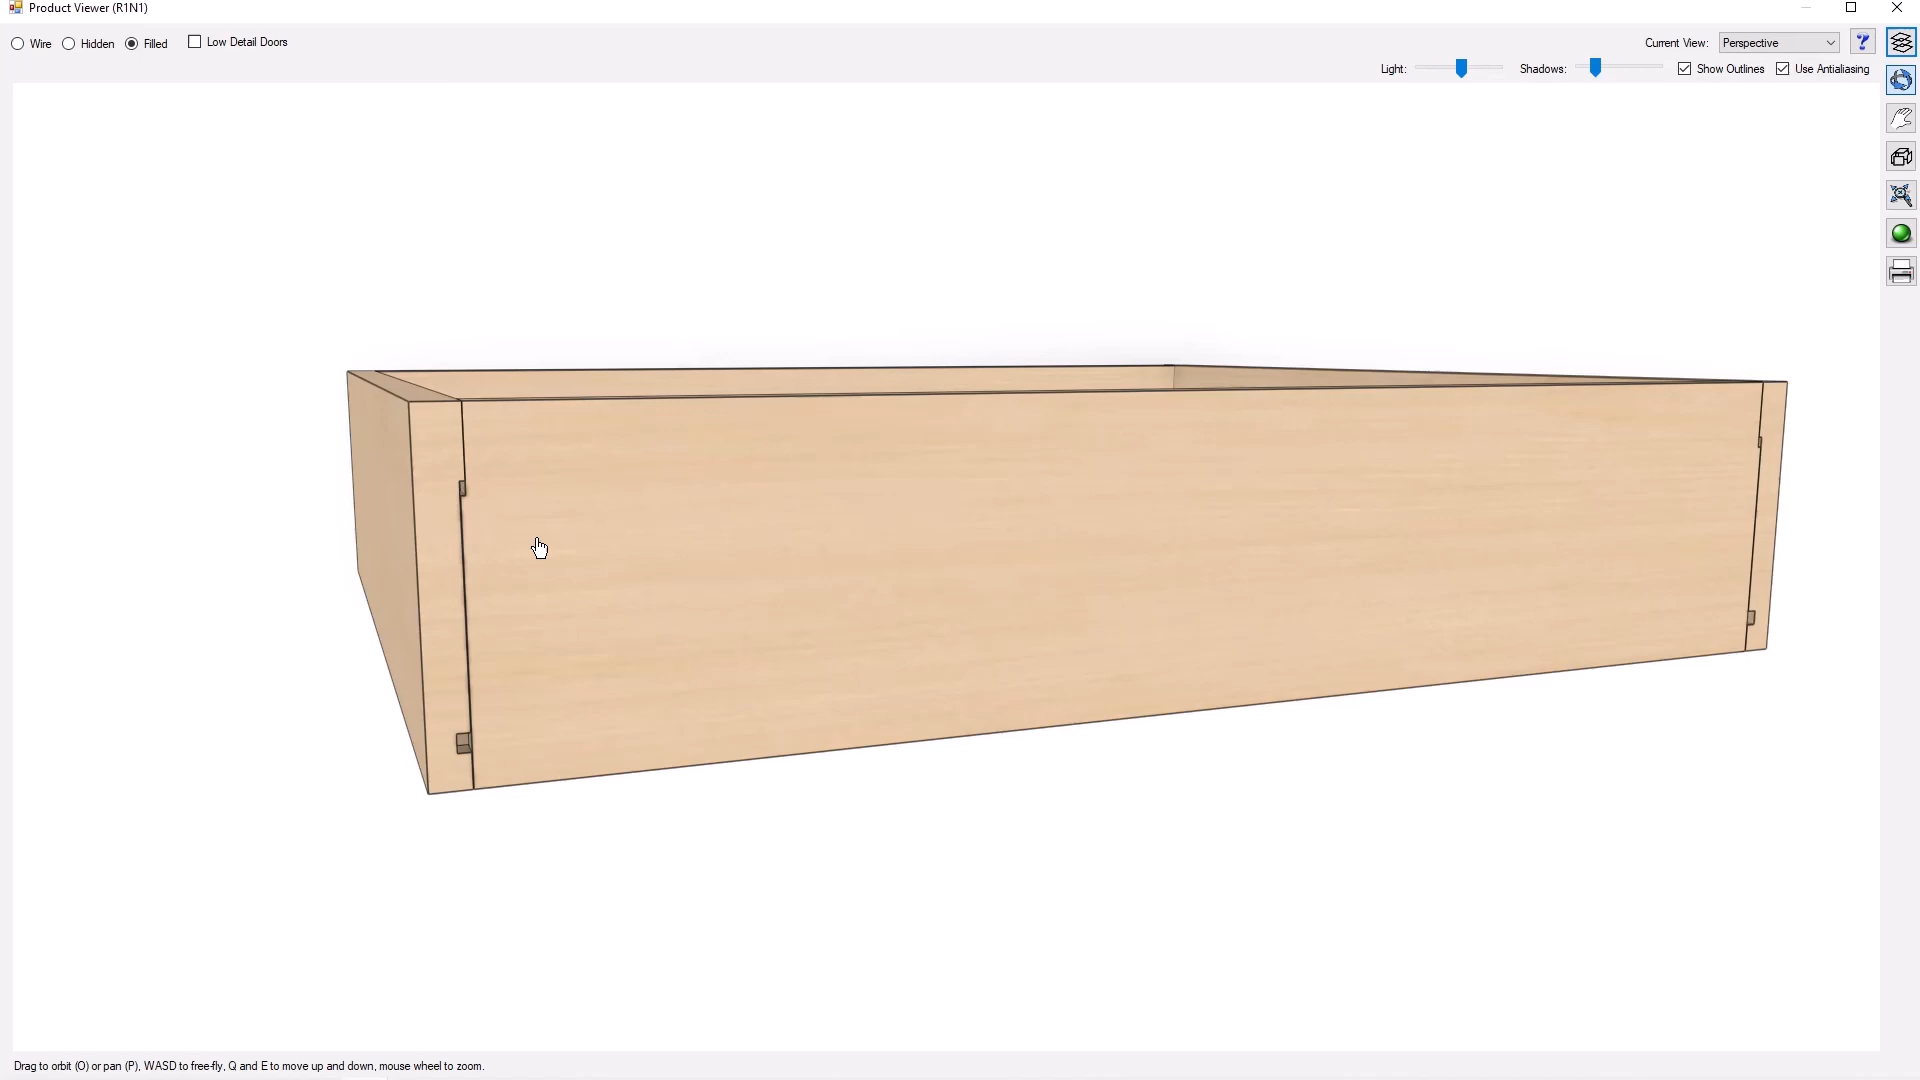 Product Viewer (R1N1)
Wire Hidden Filled Low Detail Doors Current View: Perspective ?
Light: Shadows: Show Outlines Use Antialiasing
Drag to orbit (O) or pan (P), WASD to free-fly, Q and E to move up and down, mouse wheel to zoom.